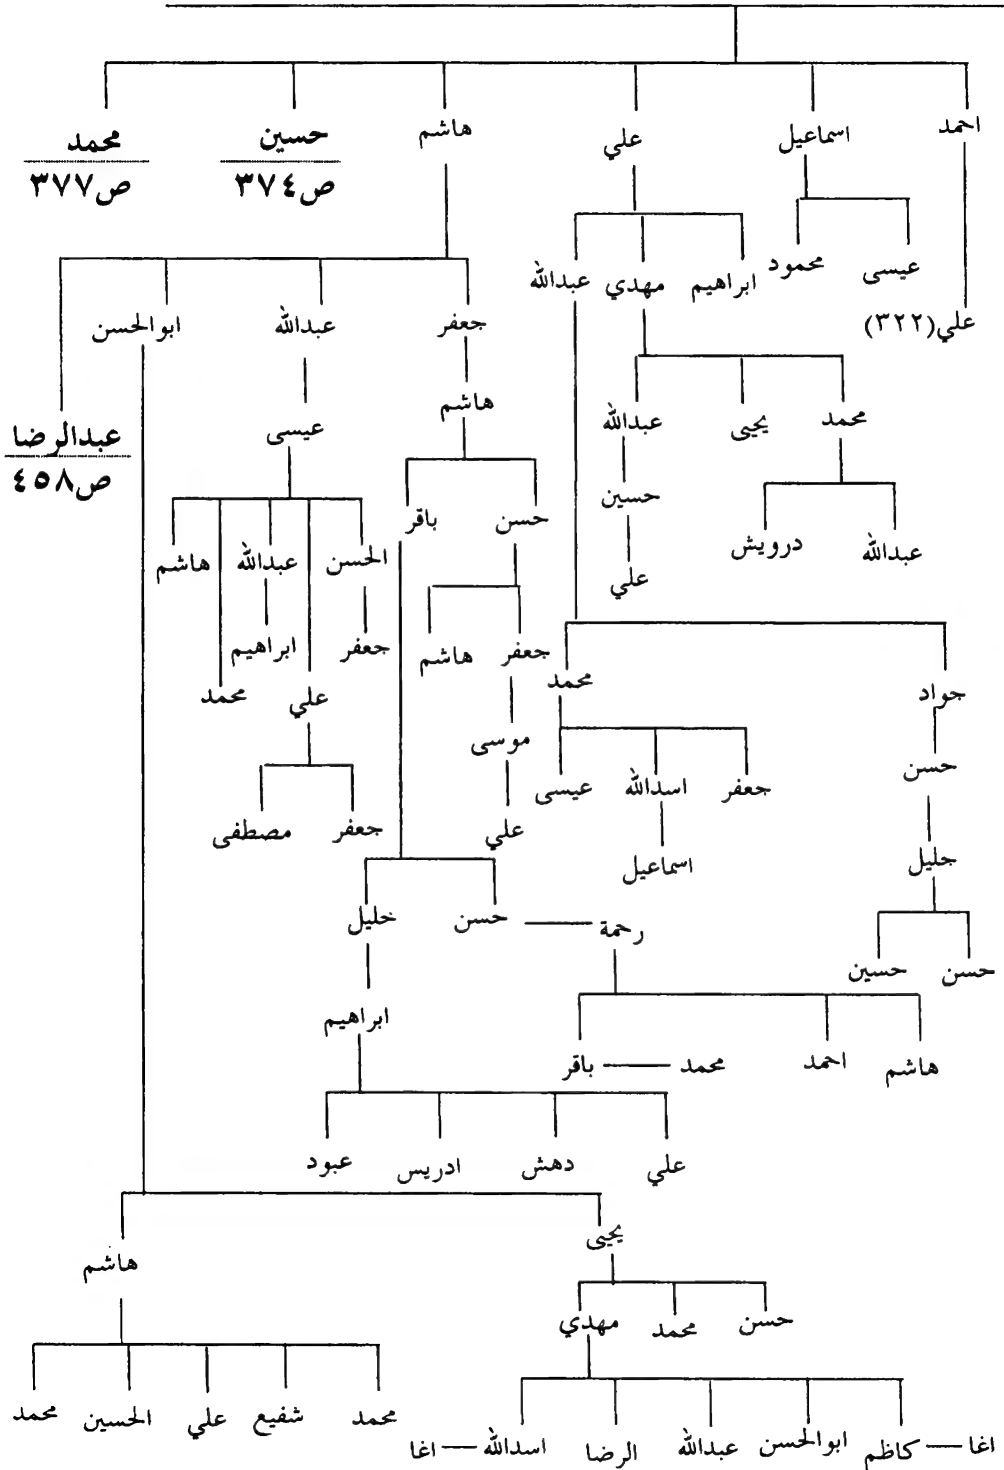 احمد
اسماعيل
علي
هاشم
حسين
ص٣٧٤
محمد
ص٣٧٧
علي(٣٢٢)
عيسى
محمود
ابراهيم
مهدي
عبدالله
جعفر
عبدالله
ابوالحسن
عبدالرضا
ص٤٥٨
محمد
يحيى
عبدالله
هاشم
عيسى
عبدالله
درويش
حسين
علي
حسن
باقر
الحسن
عبدالله
هاشم
جعفر
ابراهيم
علي
محمد
جعفر
هاشم
موسى
علي
جواد
محمد
حسن
جليل
جعفر
اسدالله
عيسى
اسماعيل
جعفر
مصطفى
حسن
حسين
رحمة
حسن
خليل
هاشم
احمد
محمد
باقر
ابراهيم
علي
دهش
ادريس
عبود
يحيى
هاشم
حسن
محمد
مهدي
اغا
كاظم
ابوالحسن
عبدالله
الرضا
اسدالله
اغا
محمد
شفيع
علي
الحسين
محمد